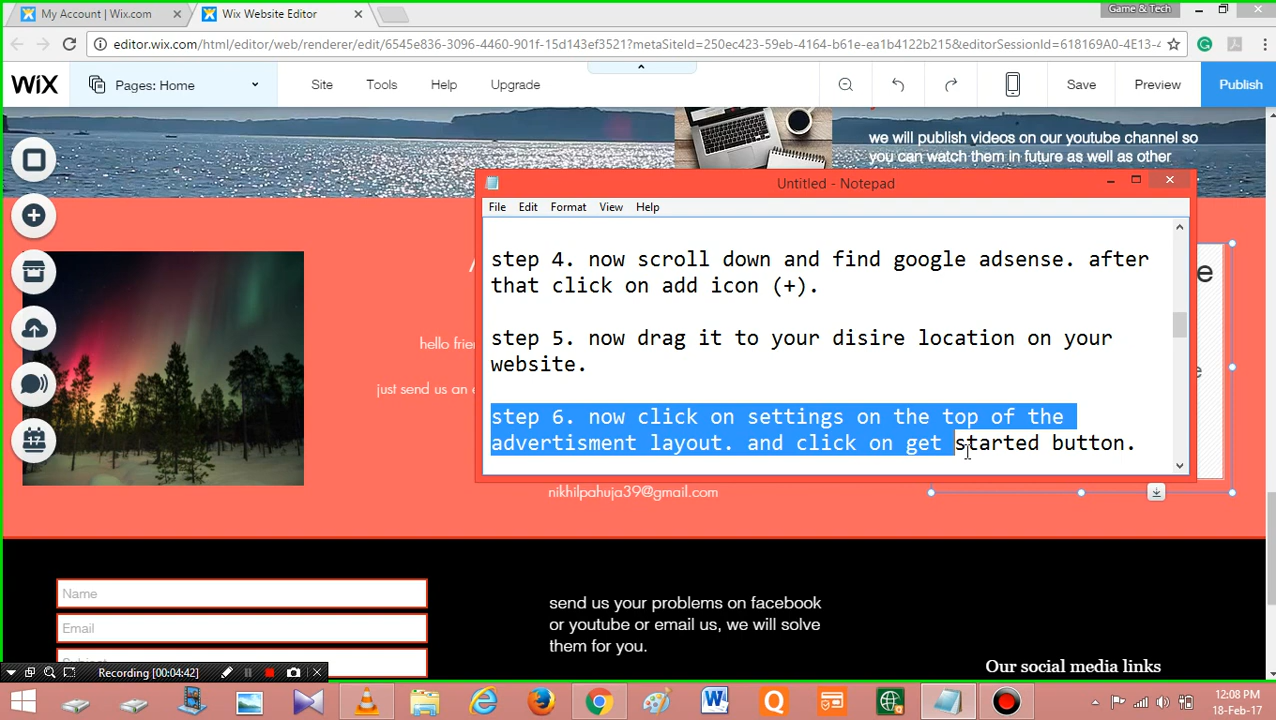 My Account | Wix.com
Wix Website Editor
Game & Tech
editor.wix.com/html/editor/web/renderer/edit/6545e836-3096-4460-901f-15d143ef3521?metaSiteId=250ec423-59eb-4164-b61e-ea1b4122b215&editorSessionId=618169A0-4E13-4
WiX
Pages: Home
Site
Tools
Help
Upgrade
Save
Preview
Publish
we will publish videos on our youtube channel so
you can watch them in future as well as other
Untitled - Notepad
File
Edit
Format
View
Help
step 4. now scroll down and find google adsense. after
that click on add icon (+).
step 5. now drag it to your disire location on your
website.
step 6. now click on settings on the top of the
advertisment layout. and click on get started button.
hello frie
just send us an e
nikhilpahuja39@gmail.com
Name
Email
send us your problems on facebook
or youtube or email us, we will solve
them for you.
Our social media links
Recording [00:04:42]
17
12:08 PM
18-Feb-17